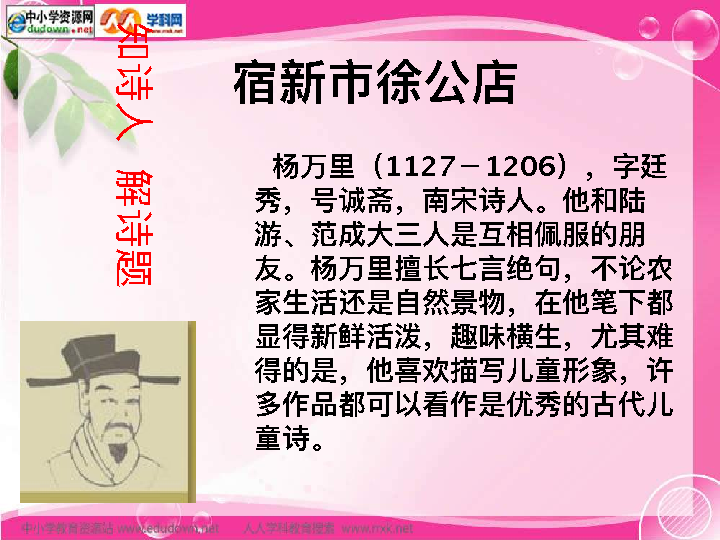 中小学资源网
edudown.net
学科网
www.nxk.net
知诗人 解诗题
宿新市徐公店
杨万里（1127－1206），字廷
秀，号诚斋，南宋诗人。他和陆
游、范成大三人是互相佩服的朋
友。杨万里擅长七言绝句，不论农
家生活还是自然景物，在他笔下都
显得新鲜活泼，趣味横生，尤其难
得的是，他喜欢描写儿童形象，许
多作品都可以看作是优秀的古代儿
童诗。
中小学教育资源站 www.edudown.net 人人学科教育搜索 www.rrxk.net